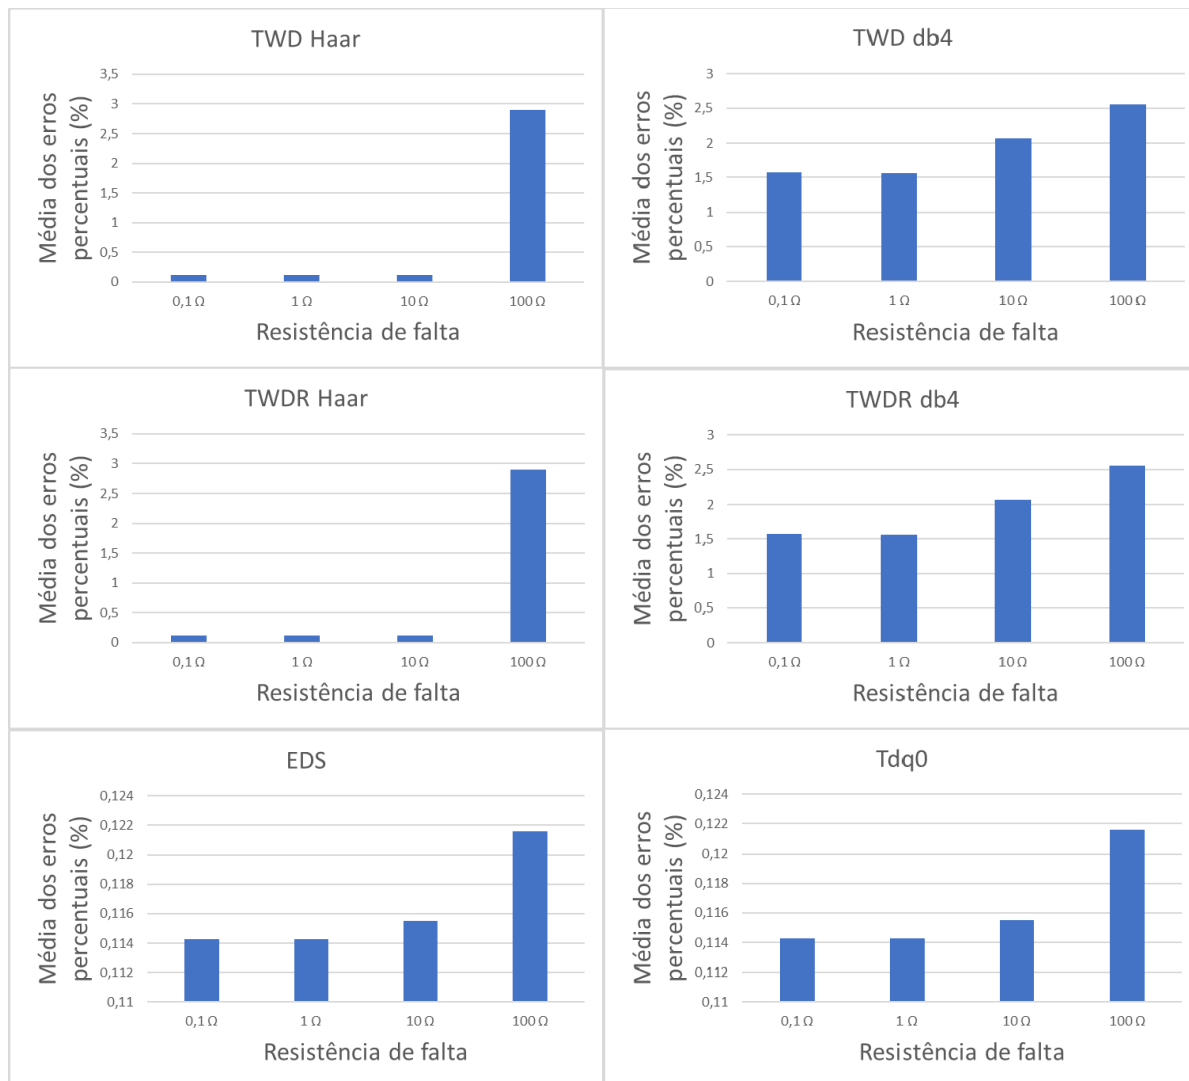 TWD Haar
Média dos erros
percentuais (%)
3,5
3
2,5
2
1,5
1
0,5
0
0,1 Ω
1 Ω
10 Ω
100 Ω
Resistência de falta
TWD db4
Média dos erros
percentuais (%)
3
2,5
2
1,5
1
0,5
0
0,1 Ω
1 Ω
10 Ω
100 Ω
Resistência de falta
TWDR Haar
Média dos erros
percentuais (%)
3,5
3
2,5
2
1,5
1
0,5
0
0,1 Ω
1 Ω
10 Ω
100 Ω
Resistência de falta
TWDR db4
Média dos erros
percentuais (%)
3
2,5
2
1,5
1
0,5
0
0,1 Ω
1 Ω
10 Ω
100 Ω
Resistência de falta
EDS
Média dos erros
percentuais (%)
0,124
0,122
0,12
0,118
0,116
0,114
0,112
0,11
0,1 Ω
1 Ω
10 Ω
100 Ω
Resistência de falta
Tdq0
Média dos erros
percentuais (%)
0,124
0,122
0,12
0,118
0,116
0,114
0,112
0,11
0,1 Ω
1 Ω
10 Ω
100 Ω
Resistência de falta